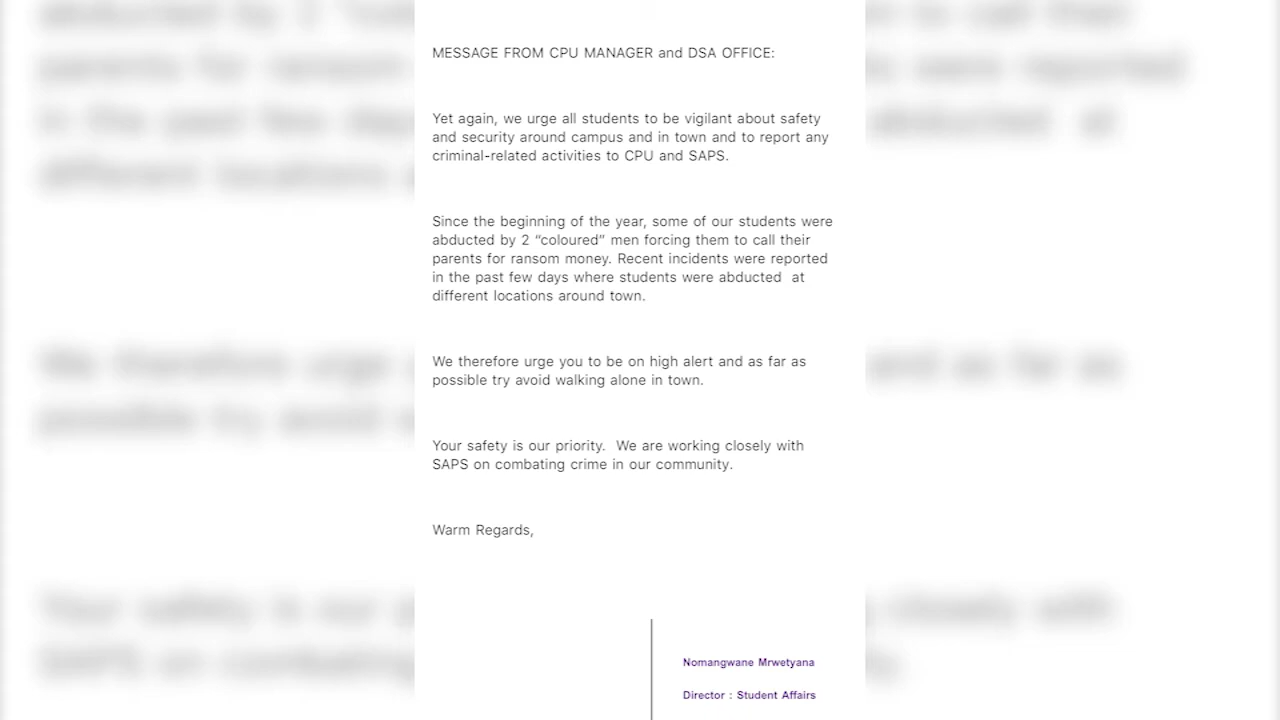 MESSAGE FROM CPU MANAGER and DSA OFFICE:
Yet again, we urge all students to be vigilant about safety
and security around campus and in town and to report any
criminal-related activities to CPU and SAPS.
Since the beginning of the year, some of our students were
abducted by 2 “coloured” men forcing them to call their
parents for ransom money. Recent incidents were reported
in the past few days where students were abducted  at
different locations around town.
We therefore urge you to be on high alert and as far as
possible try avoid walking alone in town.
Your safety is our priority.  We are working closely with
SAPS on combating crime in our community.
Warm Regards,
Nomangwane Mrwetyana
Director : Student Affairs